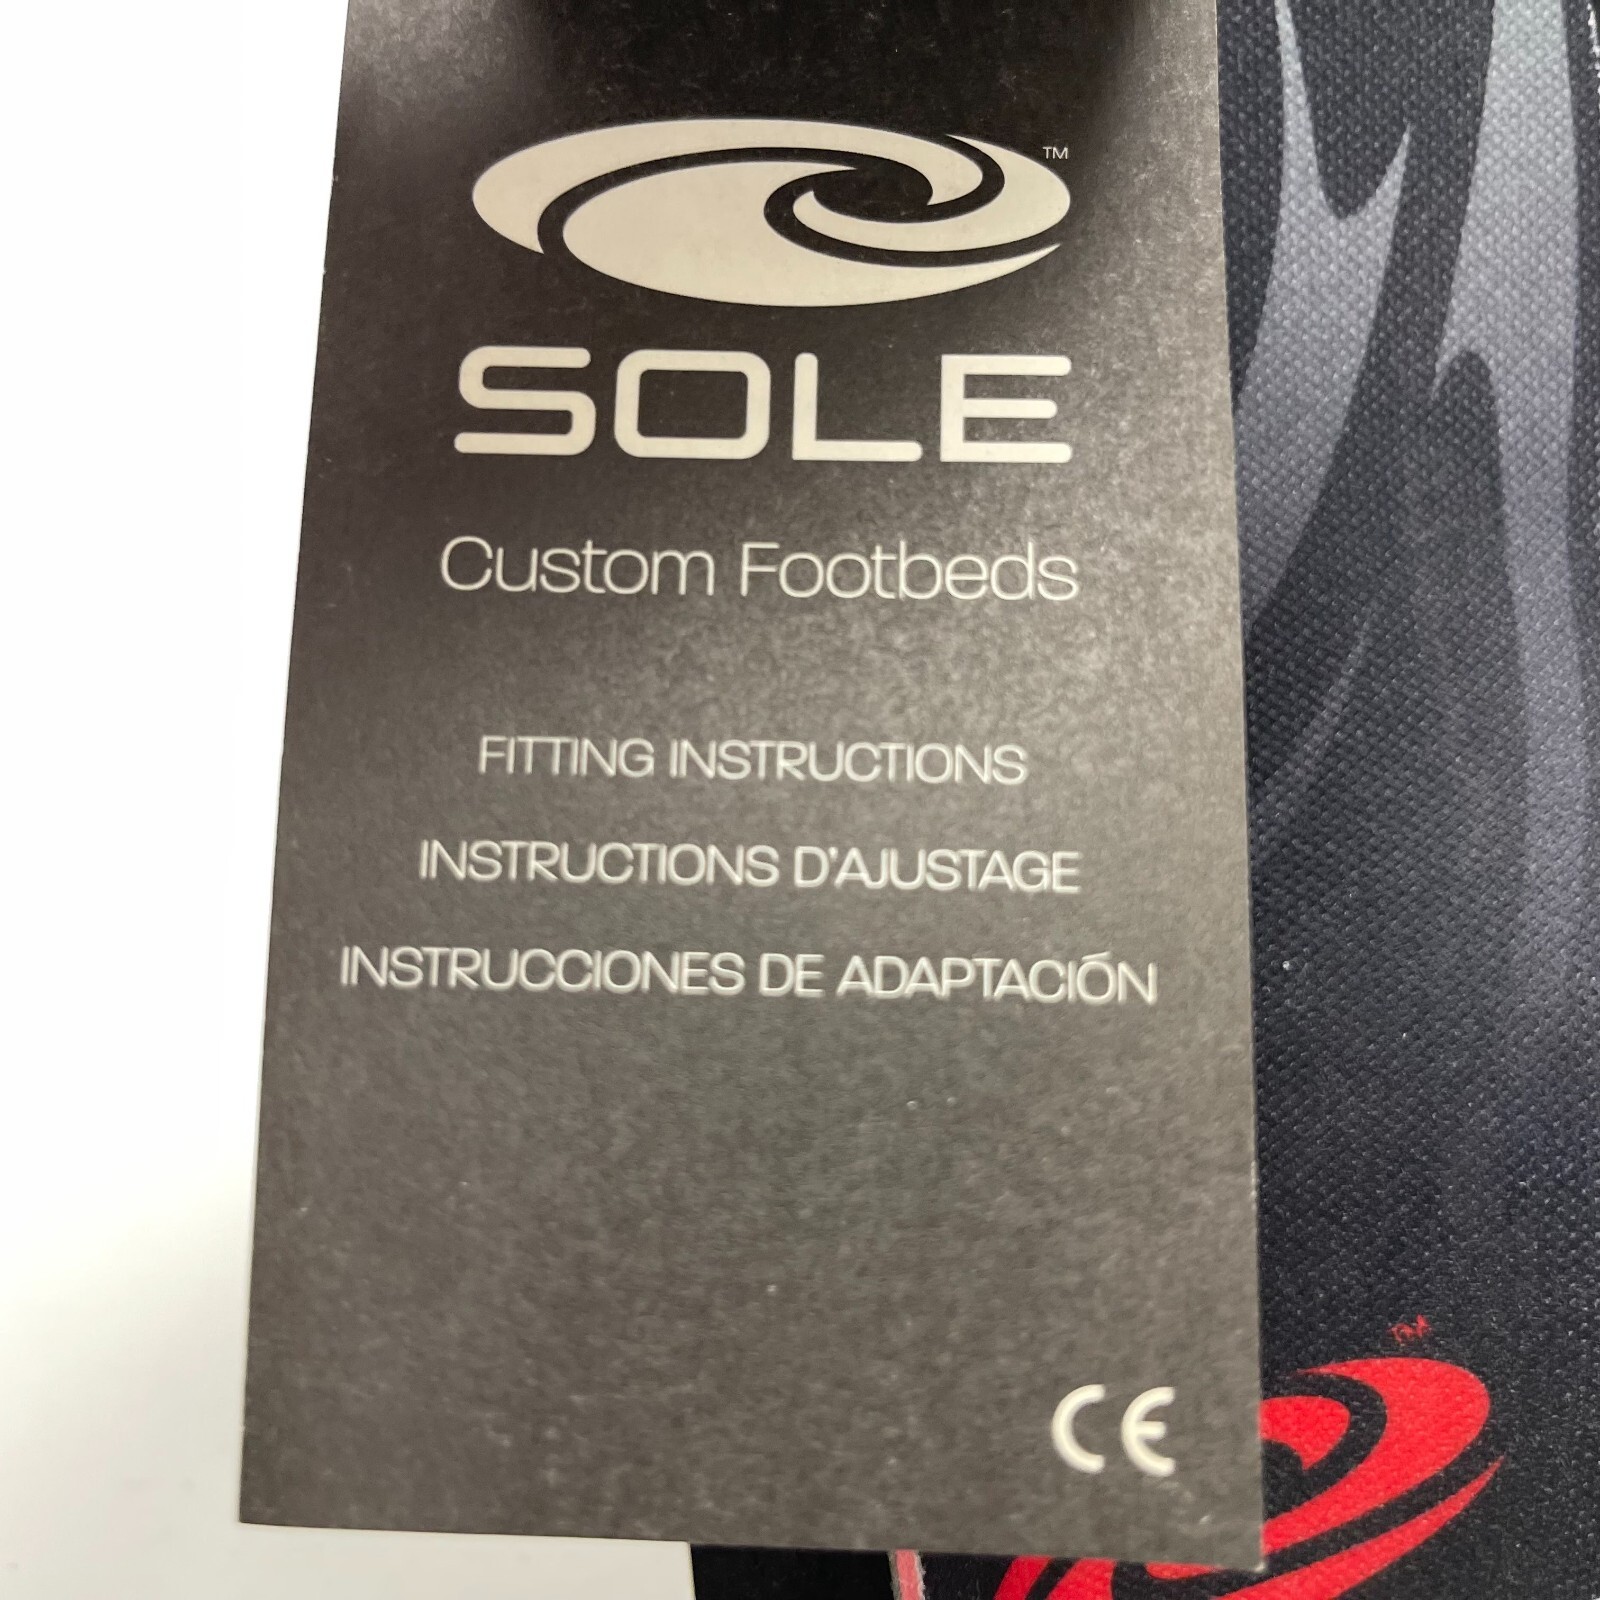 TM
SOLE
Custom Footbeds
FITTING INSTRUCTIONS
INSTRUCTIONS D'AJUSTAGE
INSTRUCCIONES DE ADAPTACIÓN
CE
TM